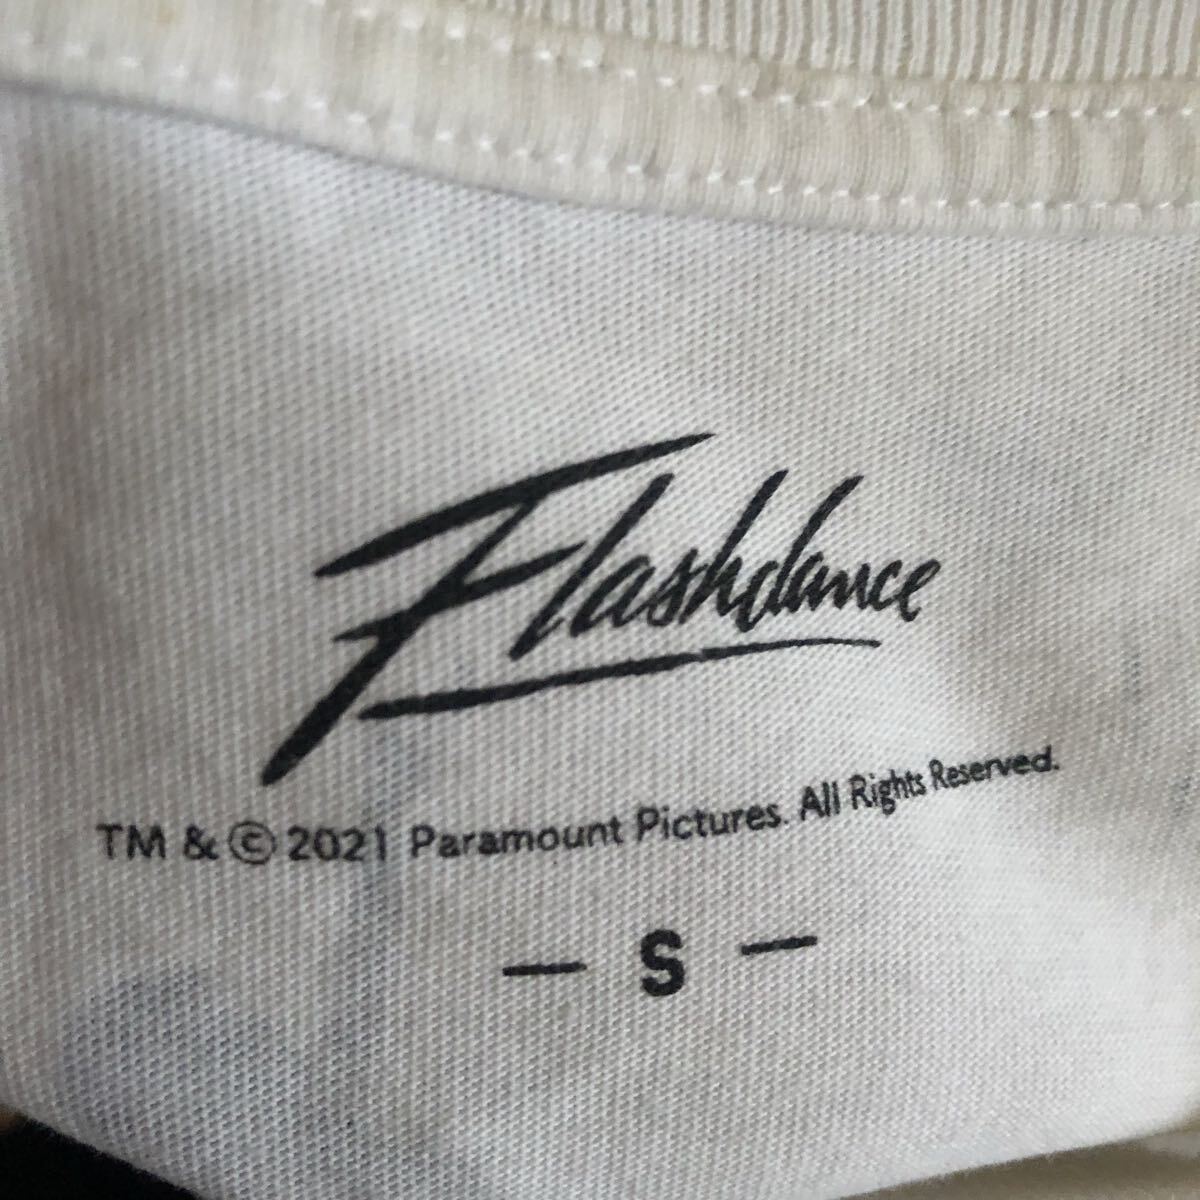 Flashdance
TM & © 2021 Paramount Pictures. All Rights Reserved.
— S —